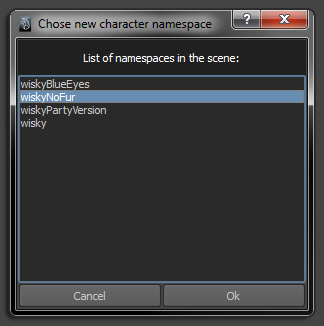 Chose new character namespace
List of namespaces in the scene:
wiskyBlueEyes
wiskyNoFur
wiskyPartyVersion
wisky
Cancel Ok